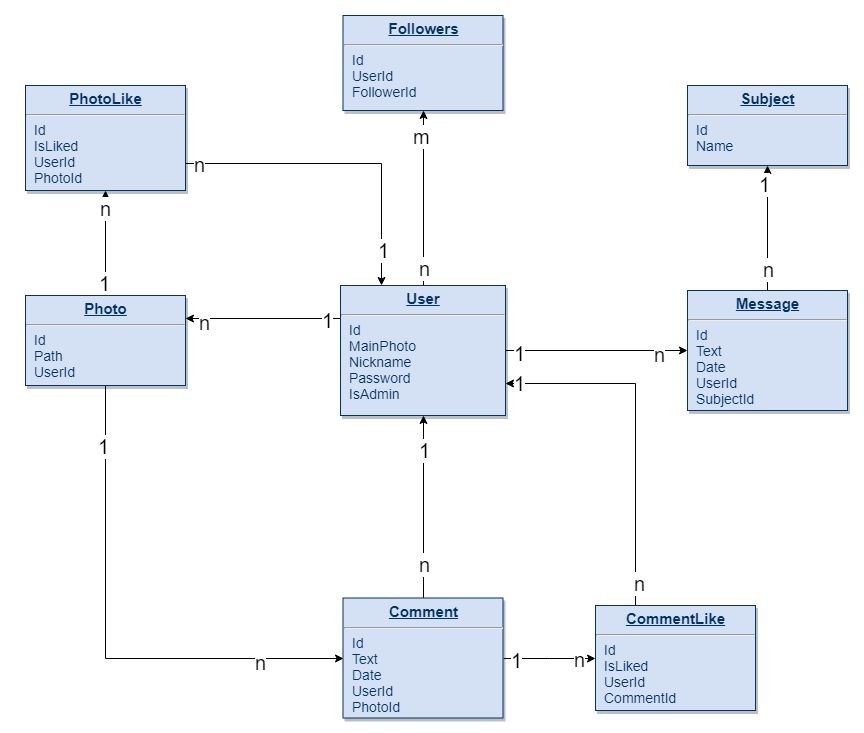 Followers
Id
UserId
FollowerId
PhotoLike
Id
IsLiked
UserId
PhotoId
Subject
Id
Name
m
n
n
1
n
1
1
n
Photo
Id
Path
UserId
n
1
User
Id
MainPhoto
Nickname
Password
IsAdmin
Message
Id
Text
Date
UserId
SubjectId
1
n
1
1
1
n
n
n
Comment
Id
Text
Date
UserId
PhotoId
1
n
CommentLike
Id
IsLiked
UserId
CommentId